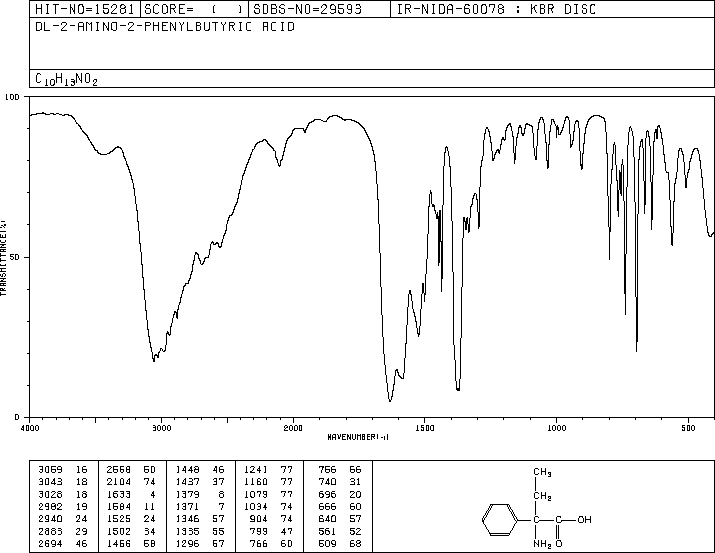 HIT-NO=15281 SCORE= ( ) SDBS-NO=29593 IR-NIDA-60078 : KBR DISC
DL-2-AMINO-2-PHENYLBUTYRIC ACID
C10H13NO2
100
50
0
TRANSMITTANCE(%)
4000 3000 2000 1500 1000 500
WAVENUMBER(-1)
3059 16 2558 50 1448 46 1241 77 756 56
3043 18 2104 74 1437 37 1160 77 740 31
3028 18 1633 4 1379 8 1079 77 696 20
2982 19 1584 11 1371 7 1034 74 666 60
2940 24 1525 24 1346 57 904 74 640 57
29 1502 34 1335 55 799 47 561 52
2694 46 1466 58 1296 57 766 60 509 68
CH3
CH2
C C OH
NH2 O